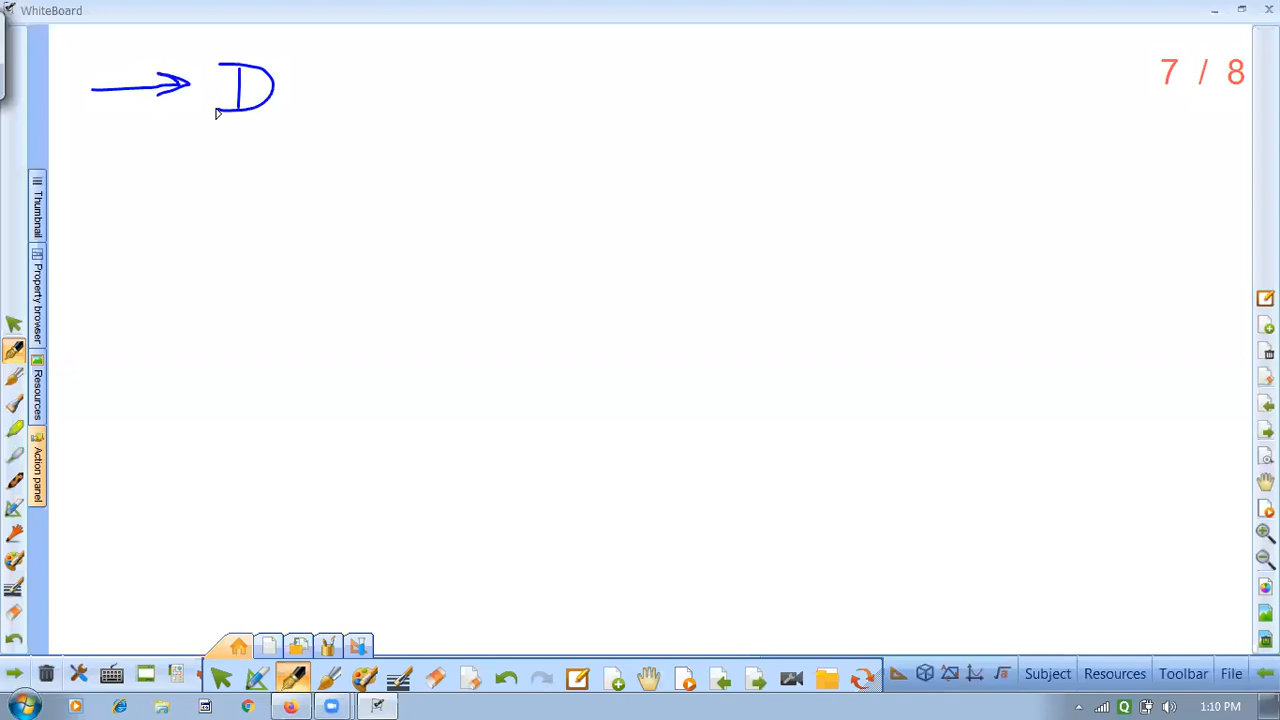 WhiteBoard
→ D
7 / 8
Thumbnail
Property browser
Resources
Action panel
Subject
Resources
Toolbar
File
1:10 PM